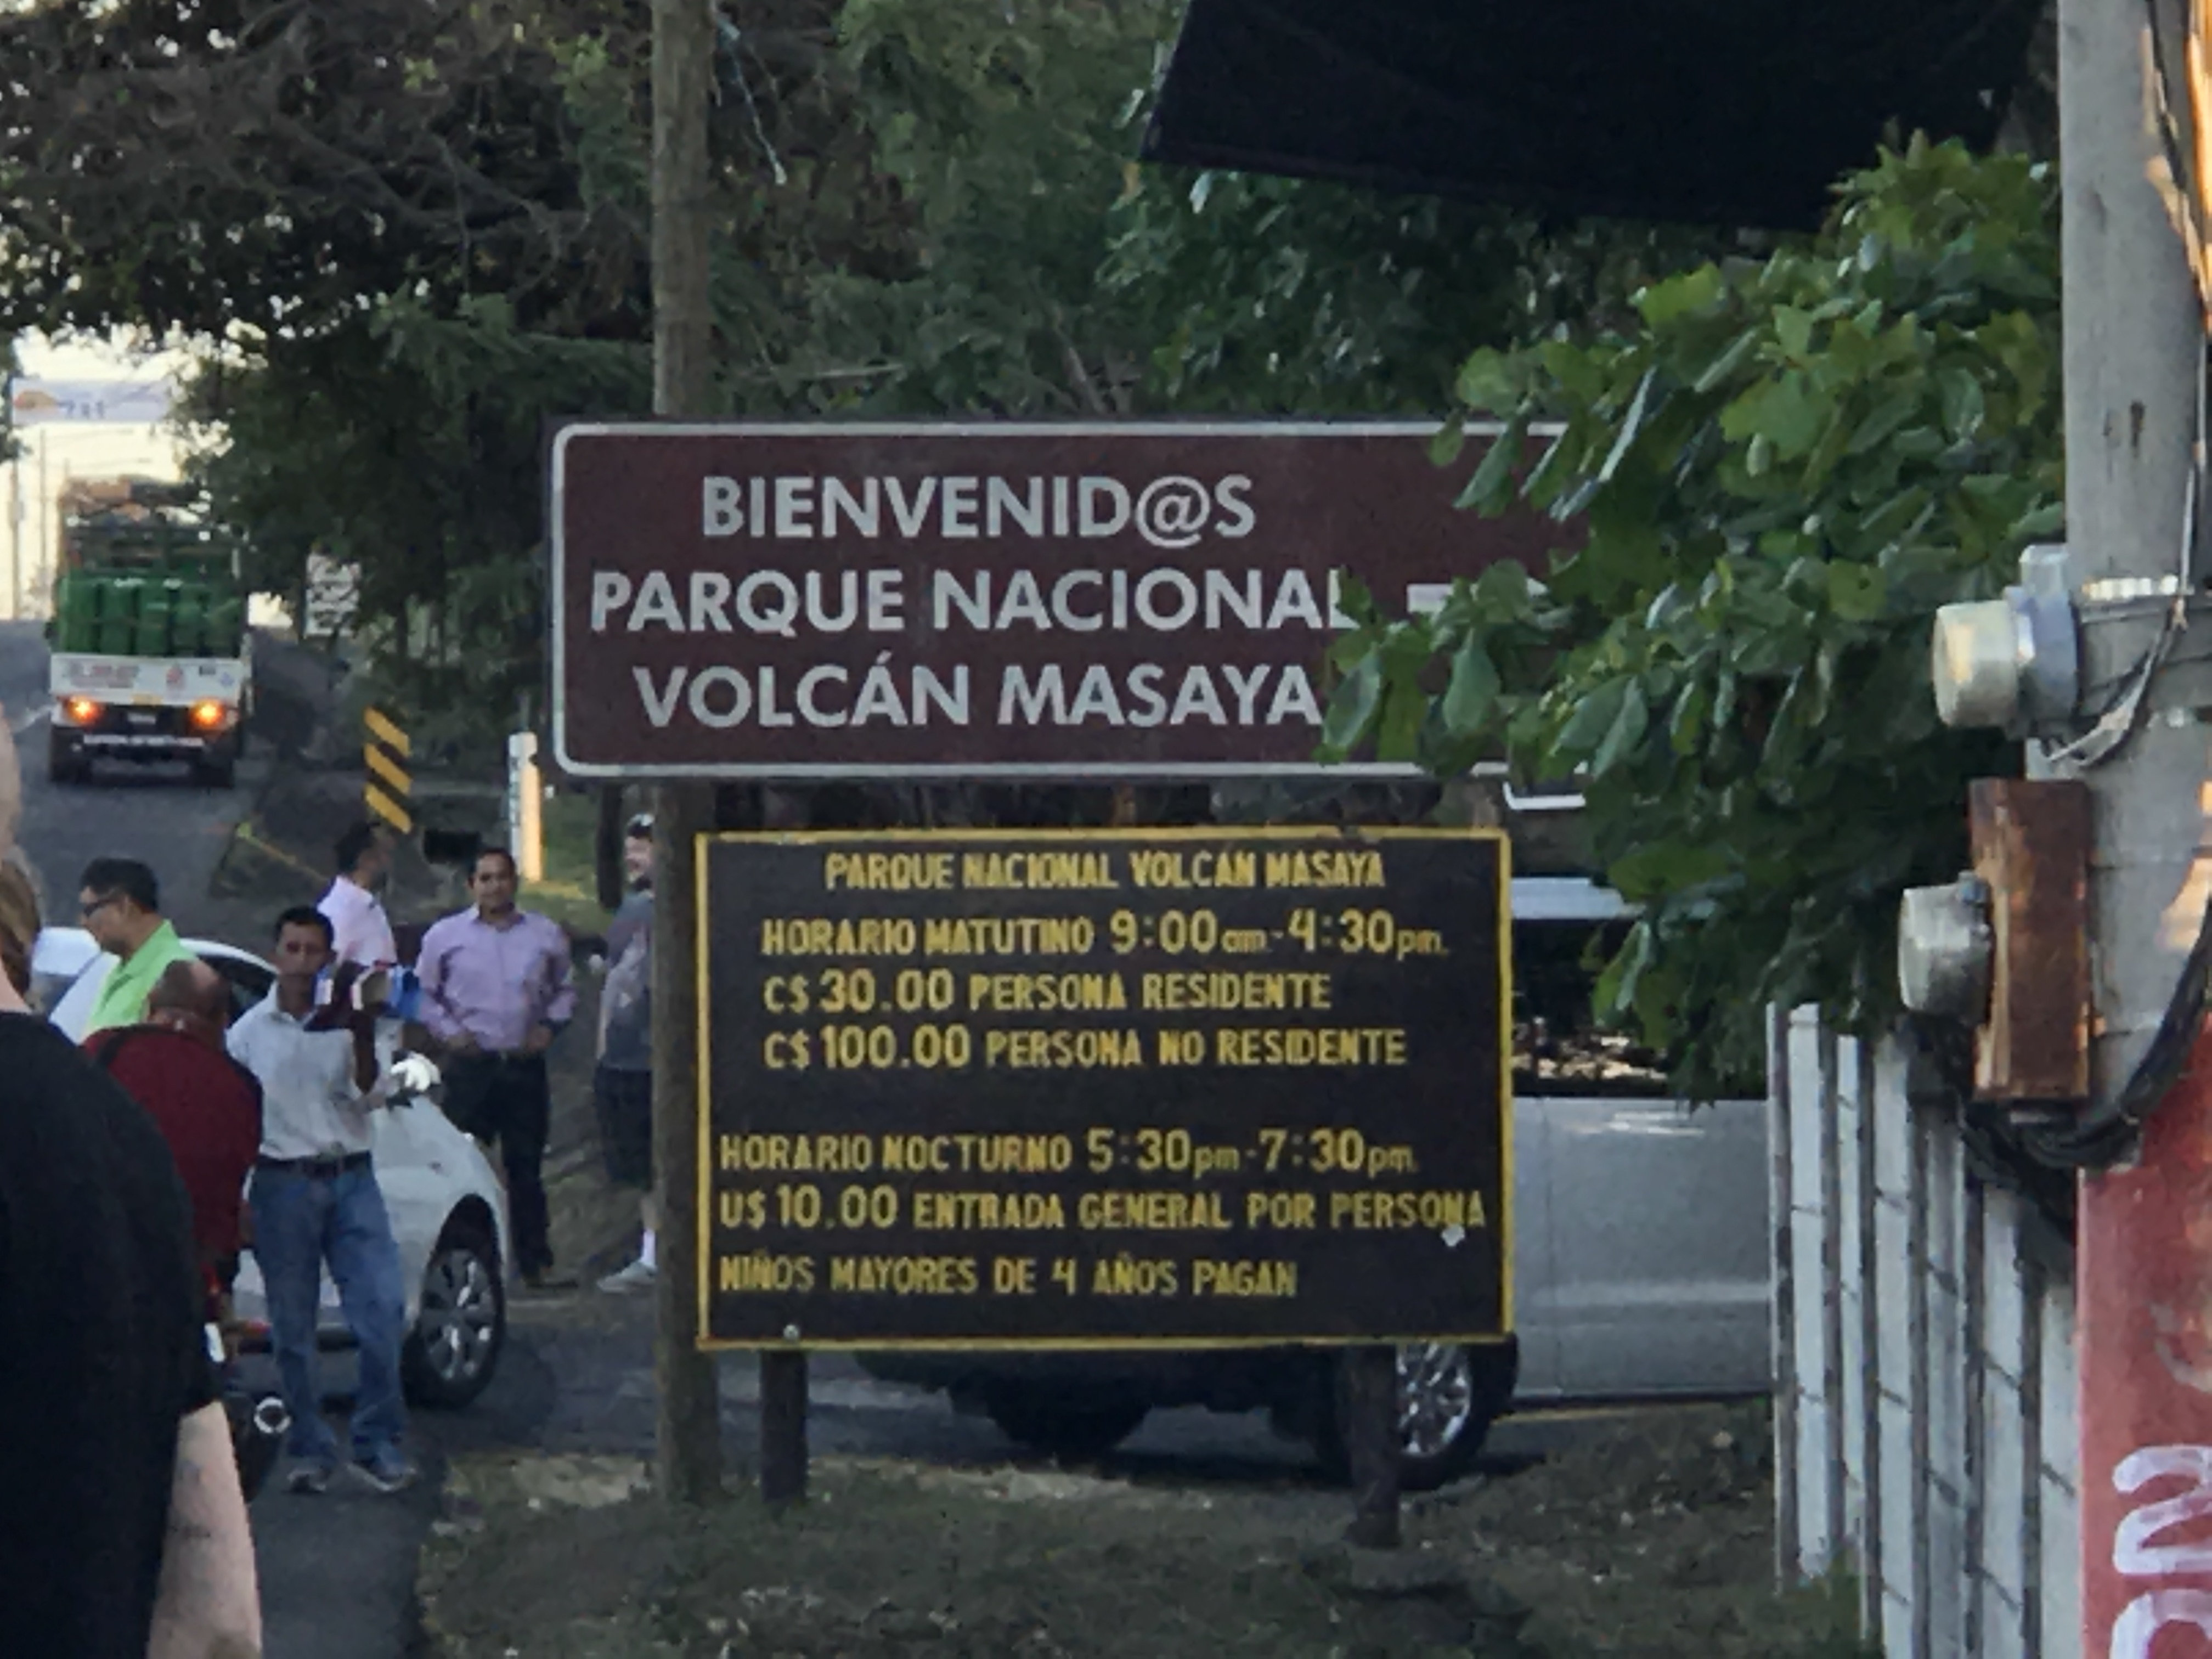 BIENVENID@S
PARQUE NACIONAL
VOLCÁN MASAYA
PARQUE NACIONAL VOLCÁN MASAYA
HORARIO MATUTINO 9:00am-4:30pm.
C$ 30.00 PERSONA RESIDENTE
C$ 100.00 PERSONA NO RESIDENTE
HORARIO NOCTURNO 5:30pm-7:30pm.
U$ 10.00 ENTRADA GENERAL POR PERSONA
NIÑOS MAYORES DE 4 AÑOS PAGAN